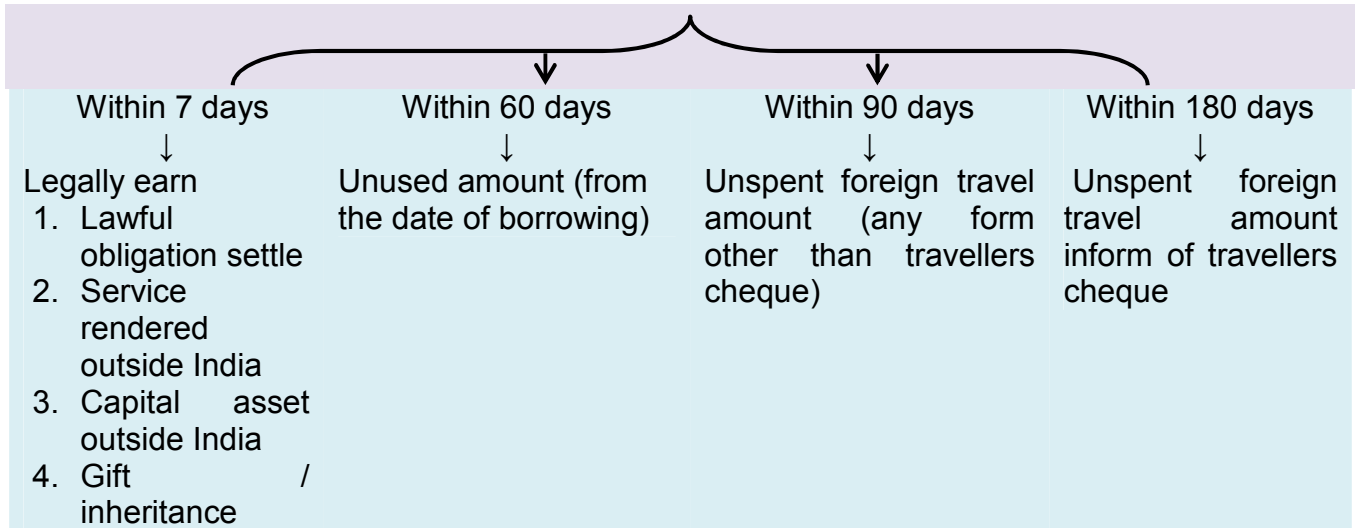 Within 7 days
↓
Legally earn
1. Lawful
obligation settle
2. Service
rendered
outside India
3. Capital asset
outside India
4. Gift /
inheritance
Within 60 days
↓
Unused amount (from
the date of borrowing)
Within 90 days
↓
Unspent foreign travel
amount (any form
other than travellers
cheque)
Within 180 days
↓
Unspent foreign
travel amount
inform of travellers
cheque